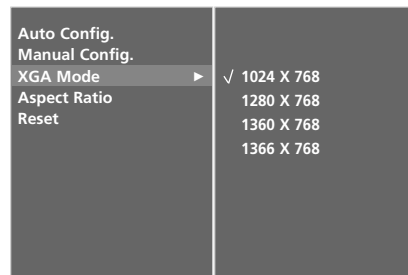 Auto Config.
Manual Config.
XGA Mode ►
Aspect Ratio
Reset
√ 1024 X 768
1280 X 768
1360 X 768
1366 X 768